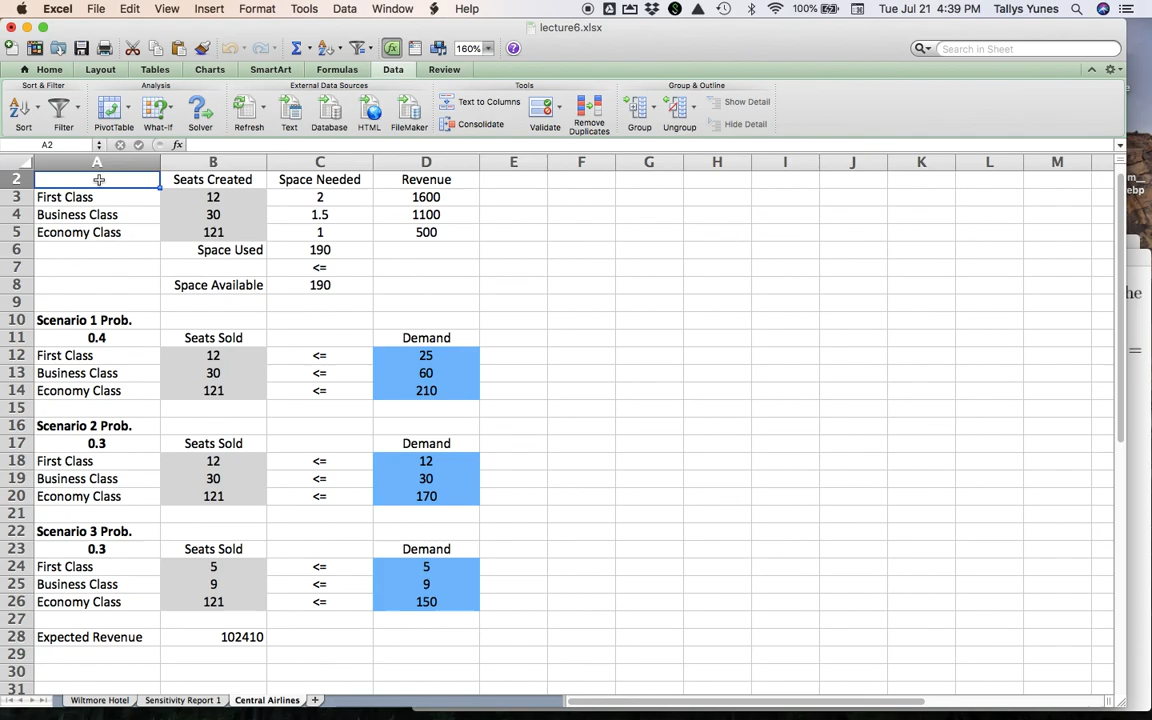 Excel File Edit View Insert Format Tools Data Window Help 100% Tue Jul 21 4:39 PM Tallys Yunes
lecture6.xlsx
160% Search in Sheet
Home Layout Tables Charts SmartArt Formulas Data Review
Sort & Filter Analysis External Data Sources Tools Group & Outline
Sort Filter PivotTable What-If Solver Refresh Text Database HTML FileMaker Text to Columns Consolidate Validate Remove Duplicates Group Ungroup Show Detail Hide Detail
A2 fx
A B C D E F G H I J K L M
2 Seats Created Space Needed Revenue
3 First Class 12 2 1600
4 Business Class 30 1.5 1100
5 Economy Class 121 1 500
6 Space Used 190
7 <=
8 Space Available 190
9
10 Scenario 1 Prob.
11 0.4 Seats Sold Demand
12 First Class 12 <= 25
13 Business Class 30 <= 60
14 Economy Class 121 <= 210
15
16 Scenario 2 Prob.
17 0.3 Seats Sold Demand
18 First Class 12 <= 12
19 Business Class 30 <= 30
20 Economy Class 121 <= 170
21
22 Scenario 3 Prob.
23 0.3 Seats Sold Demand
24 First Class 5 <= 5
25 Business Class 9 <= 9
26 Economy Class 121 <= 150
27
28 Expected Revenue 102410
29
30
31
Wiltmore Hotel Sensitivity Report 1 Central Airlines